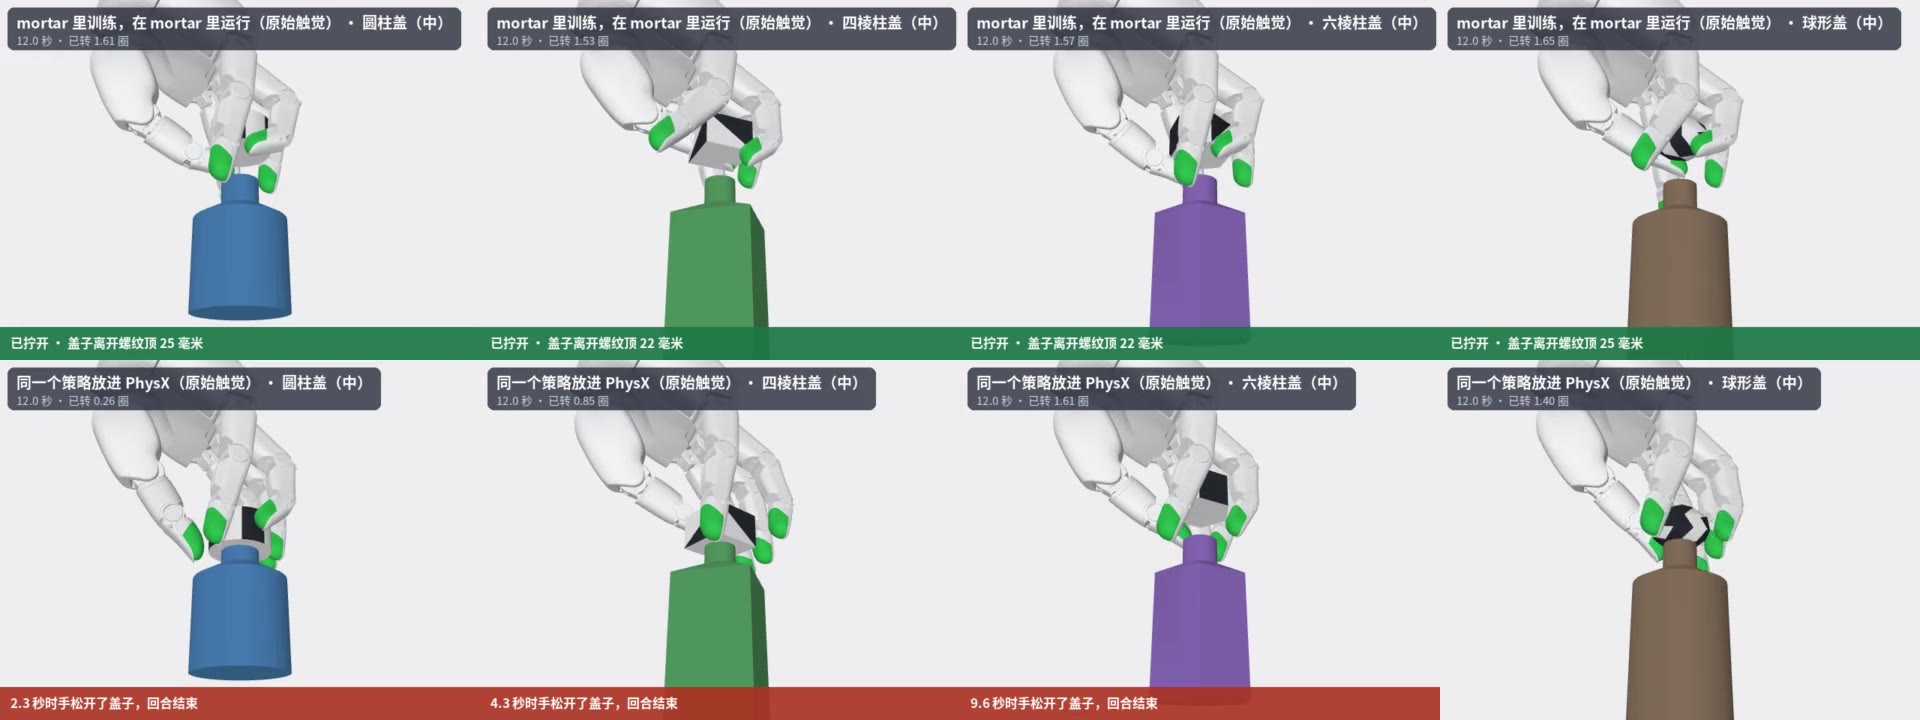 mortar 里训练，在 mortar 里运行（原始触觉） · 圆柱盖（中）
12.0 秒 · 已转 1.61 圈
已拧开 · 盖子离开螺纹顶 25 毫米
mortar 里训练，在 mortar 里运行（原始触觉） · 四棱柱盖（中）
12.0 秒 · 已转 1.53 圈
已拧开 · 盖子离开螺纹顶 22 毫米
mortar 里训练，在 mortar 里运行（原始触觉） · 六棱柱盖（中）
12.0 秒 · 已转 1.57 圈
已拧开 · 盖子离开螺纹顶 22 毫米
mortar 里训练，在 mortar 里运行（原始触觉） · 球形盖（中）
12.0 秒 · 已转 1.65 圈
已拧开 · 盖子离开螺纹顶 25 毫米
同一个策略放进 PhysX（原始触觉） · 圆柱盖（中）
12.0 秒 · 已转 0.26 圈
2.3 秒时手松开了盖子，回合结束
同一个策略放进 PhysX（原始触觉） · 四棱柱盖（中）
12.0 秒 · 已转 0.85 圈
4.3 秒时手松开了盖子，回合结束
同一个策略放进 PhysX（原始触觉） · 六棱柱盖（中）
12.0 秒 · 已转 1.61 圈
9.6 秒时手松开了盖子，回合结束
同一个策略放进 PhysX（原始触觉） · 球形盖（中）
12.0 秒 · 已转 1.40 圈